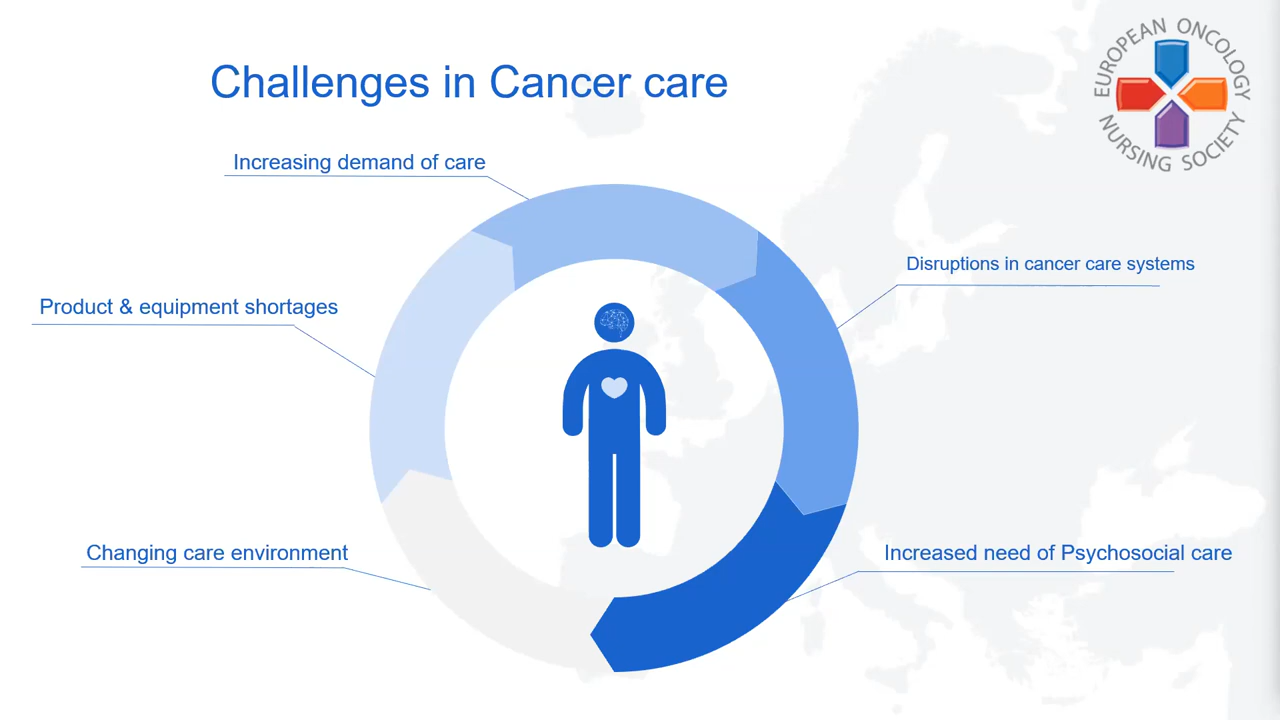 Challenges in Cancer care
EUROPEAN ONCOLOGY
NURSING SOCIETY
Increasing demand of care
Disruptions in cancer care systems
Product & equipment shortages
Changing care environment
Increased need of Psychosocial care